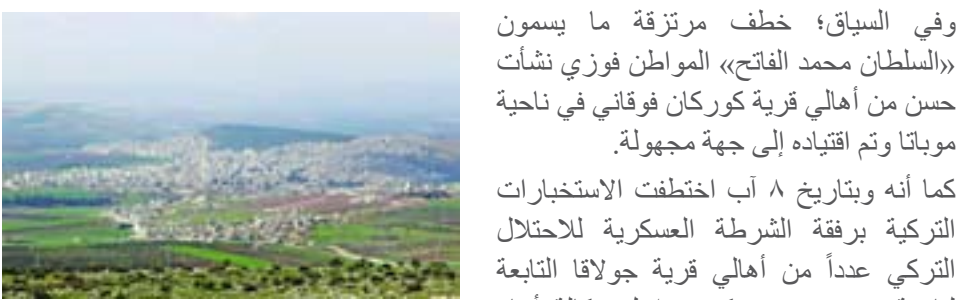 وفي السياق؛ خطف مرتزقة ما يسمون
«السلطان محمد الفاتح» المواطن فوزي نشأت
حسن من أهالي قرية كوركان فوقاني في ناحية
موباتا وتم اقتياده إلى جهة مجهولة.
كما أنه وبتاريخ ٨ آب اختطفت الاستخبارات
التركية برفقة الشرطة العسكرية للاحتلال
التركي عدداً من أهالي قرية جولاقا التابعة